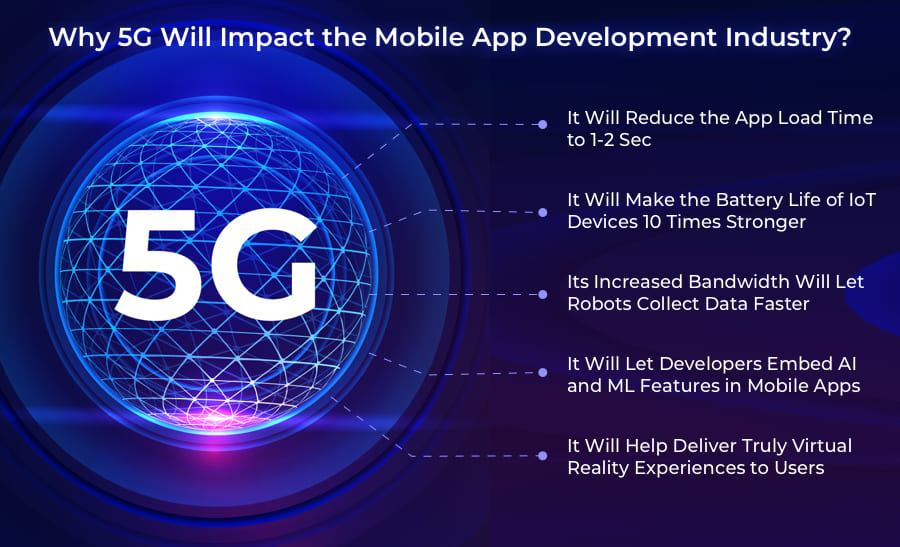 Why 5G Will Impact the Mobile App Development Industry?
5G
It Will Reduce the App Load Time
to 1-2 Sec
It Will Make the Battery Life of IoT
Devices 10 Times Stronger
Its Increased Bandwidth Will Let
Robots Collect Data Faster
It Will Let Developers Embed AI
and ML Features in Mobile Apps
It Will Help Deliver Truly Virtual
Reality Experiences to Users